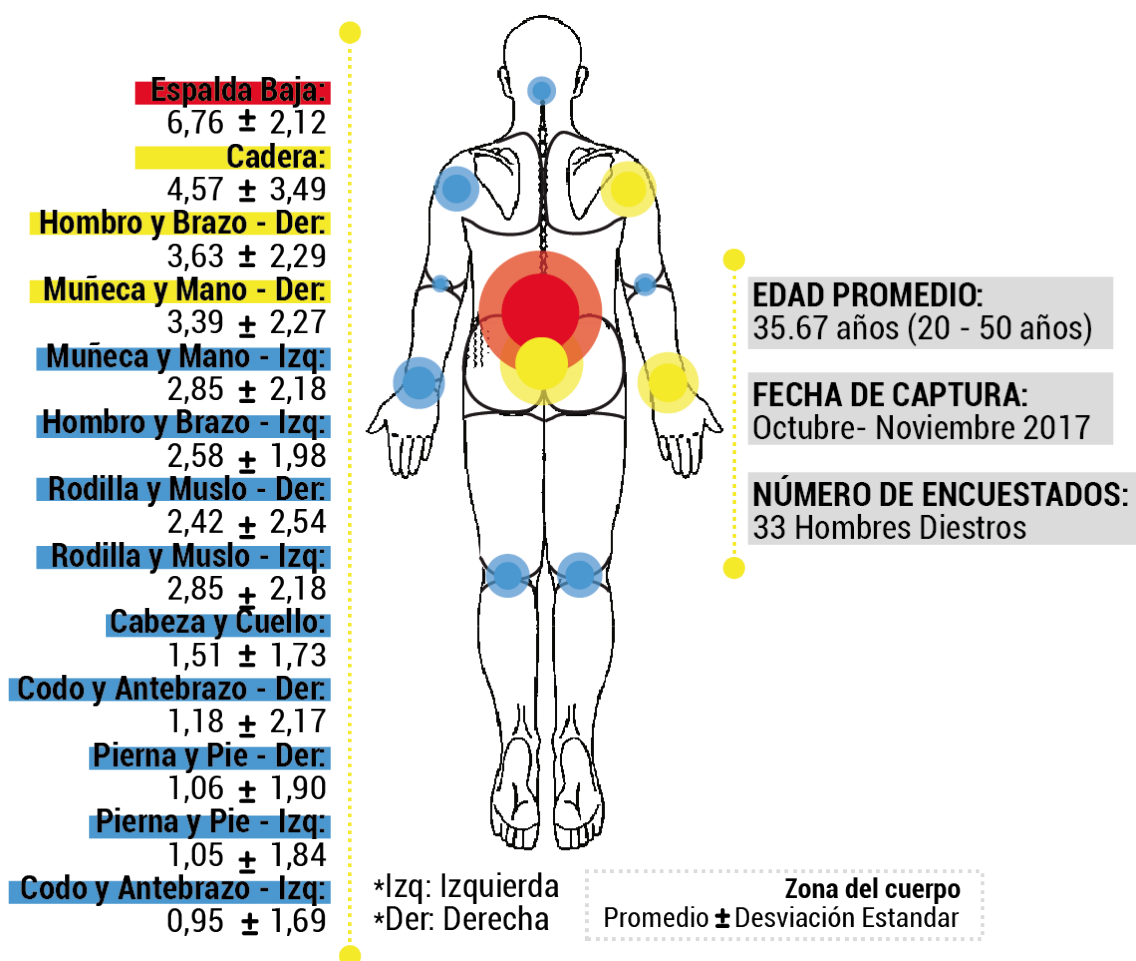 Espalda Baja:
6,76 ± 2,12
Cadera:
4,57 ± 3,49
Hombro y Brazo - Der:
3,63 ± 2,29
Muñeca y Mano - Der:
3,39 ± 2,27
Muñeca y Mano - Izq:
2,85 ± 2,18
Hombro y Brazo - Izq:
2,58 ± 1,98
Rodilla y Muslo - Der:
2,42 ± 2,54
Rodilla y Muslo - Izq:
2,85 ± 2,18
Cabeza y Cuello:
1,51 ± 1,73
Codo y Antebrazo - Der:
1,18 ± 2,17
Pierna y Pie - Der:
1,06 ± 1,90
Pierna y Pie - Izq:
1,05 ± 1,84
Codo y Antebrazo - Izq:
0,95 ± 1,69
EDAD PROMEDIO:
35.67 años (20 - 50 años)
FECHA DE CAPTURA:
Octubre- Noviembre 2017
NÚMERO DE ENCUESTADOS:
33 Hombres Diestros
*Izq: Izquierda
*Der: Derecha
Zona del cuerpo
Promedio ± Desviación Estandar